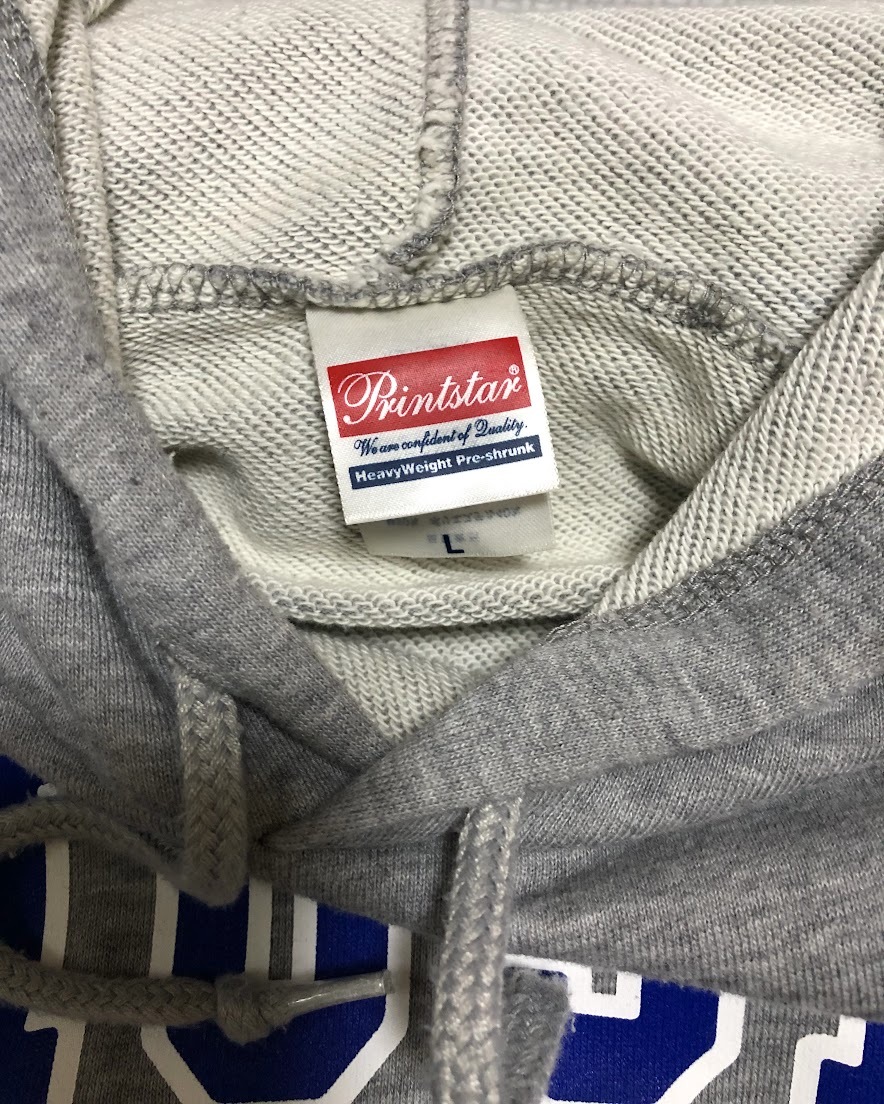 Printstar®
We are confident of Quality.
HeavyWeight Pre-shrunk
L